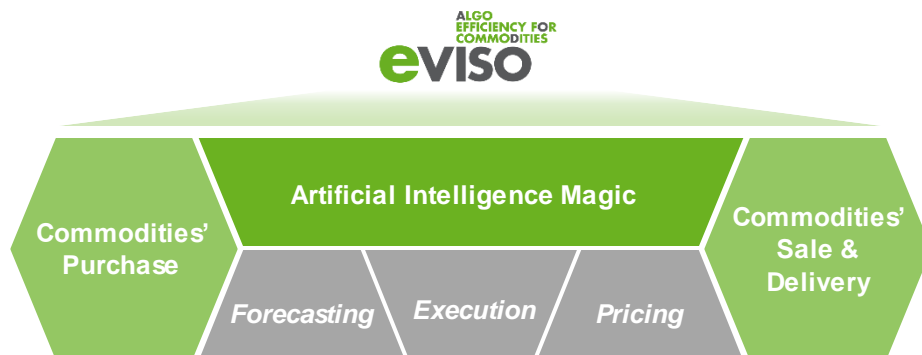 ALGO
EFFICIENCY FOR
COMMODITIES
eVISO
Artificial Intelligence Magic
Commodities’
Purchase
Commodities’
Sale &
Delivery
Forecasting
Execution
Pricing